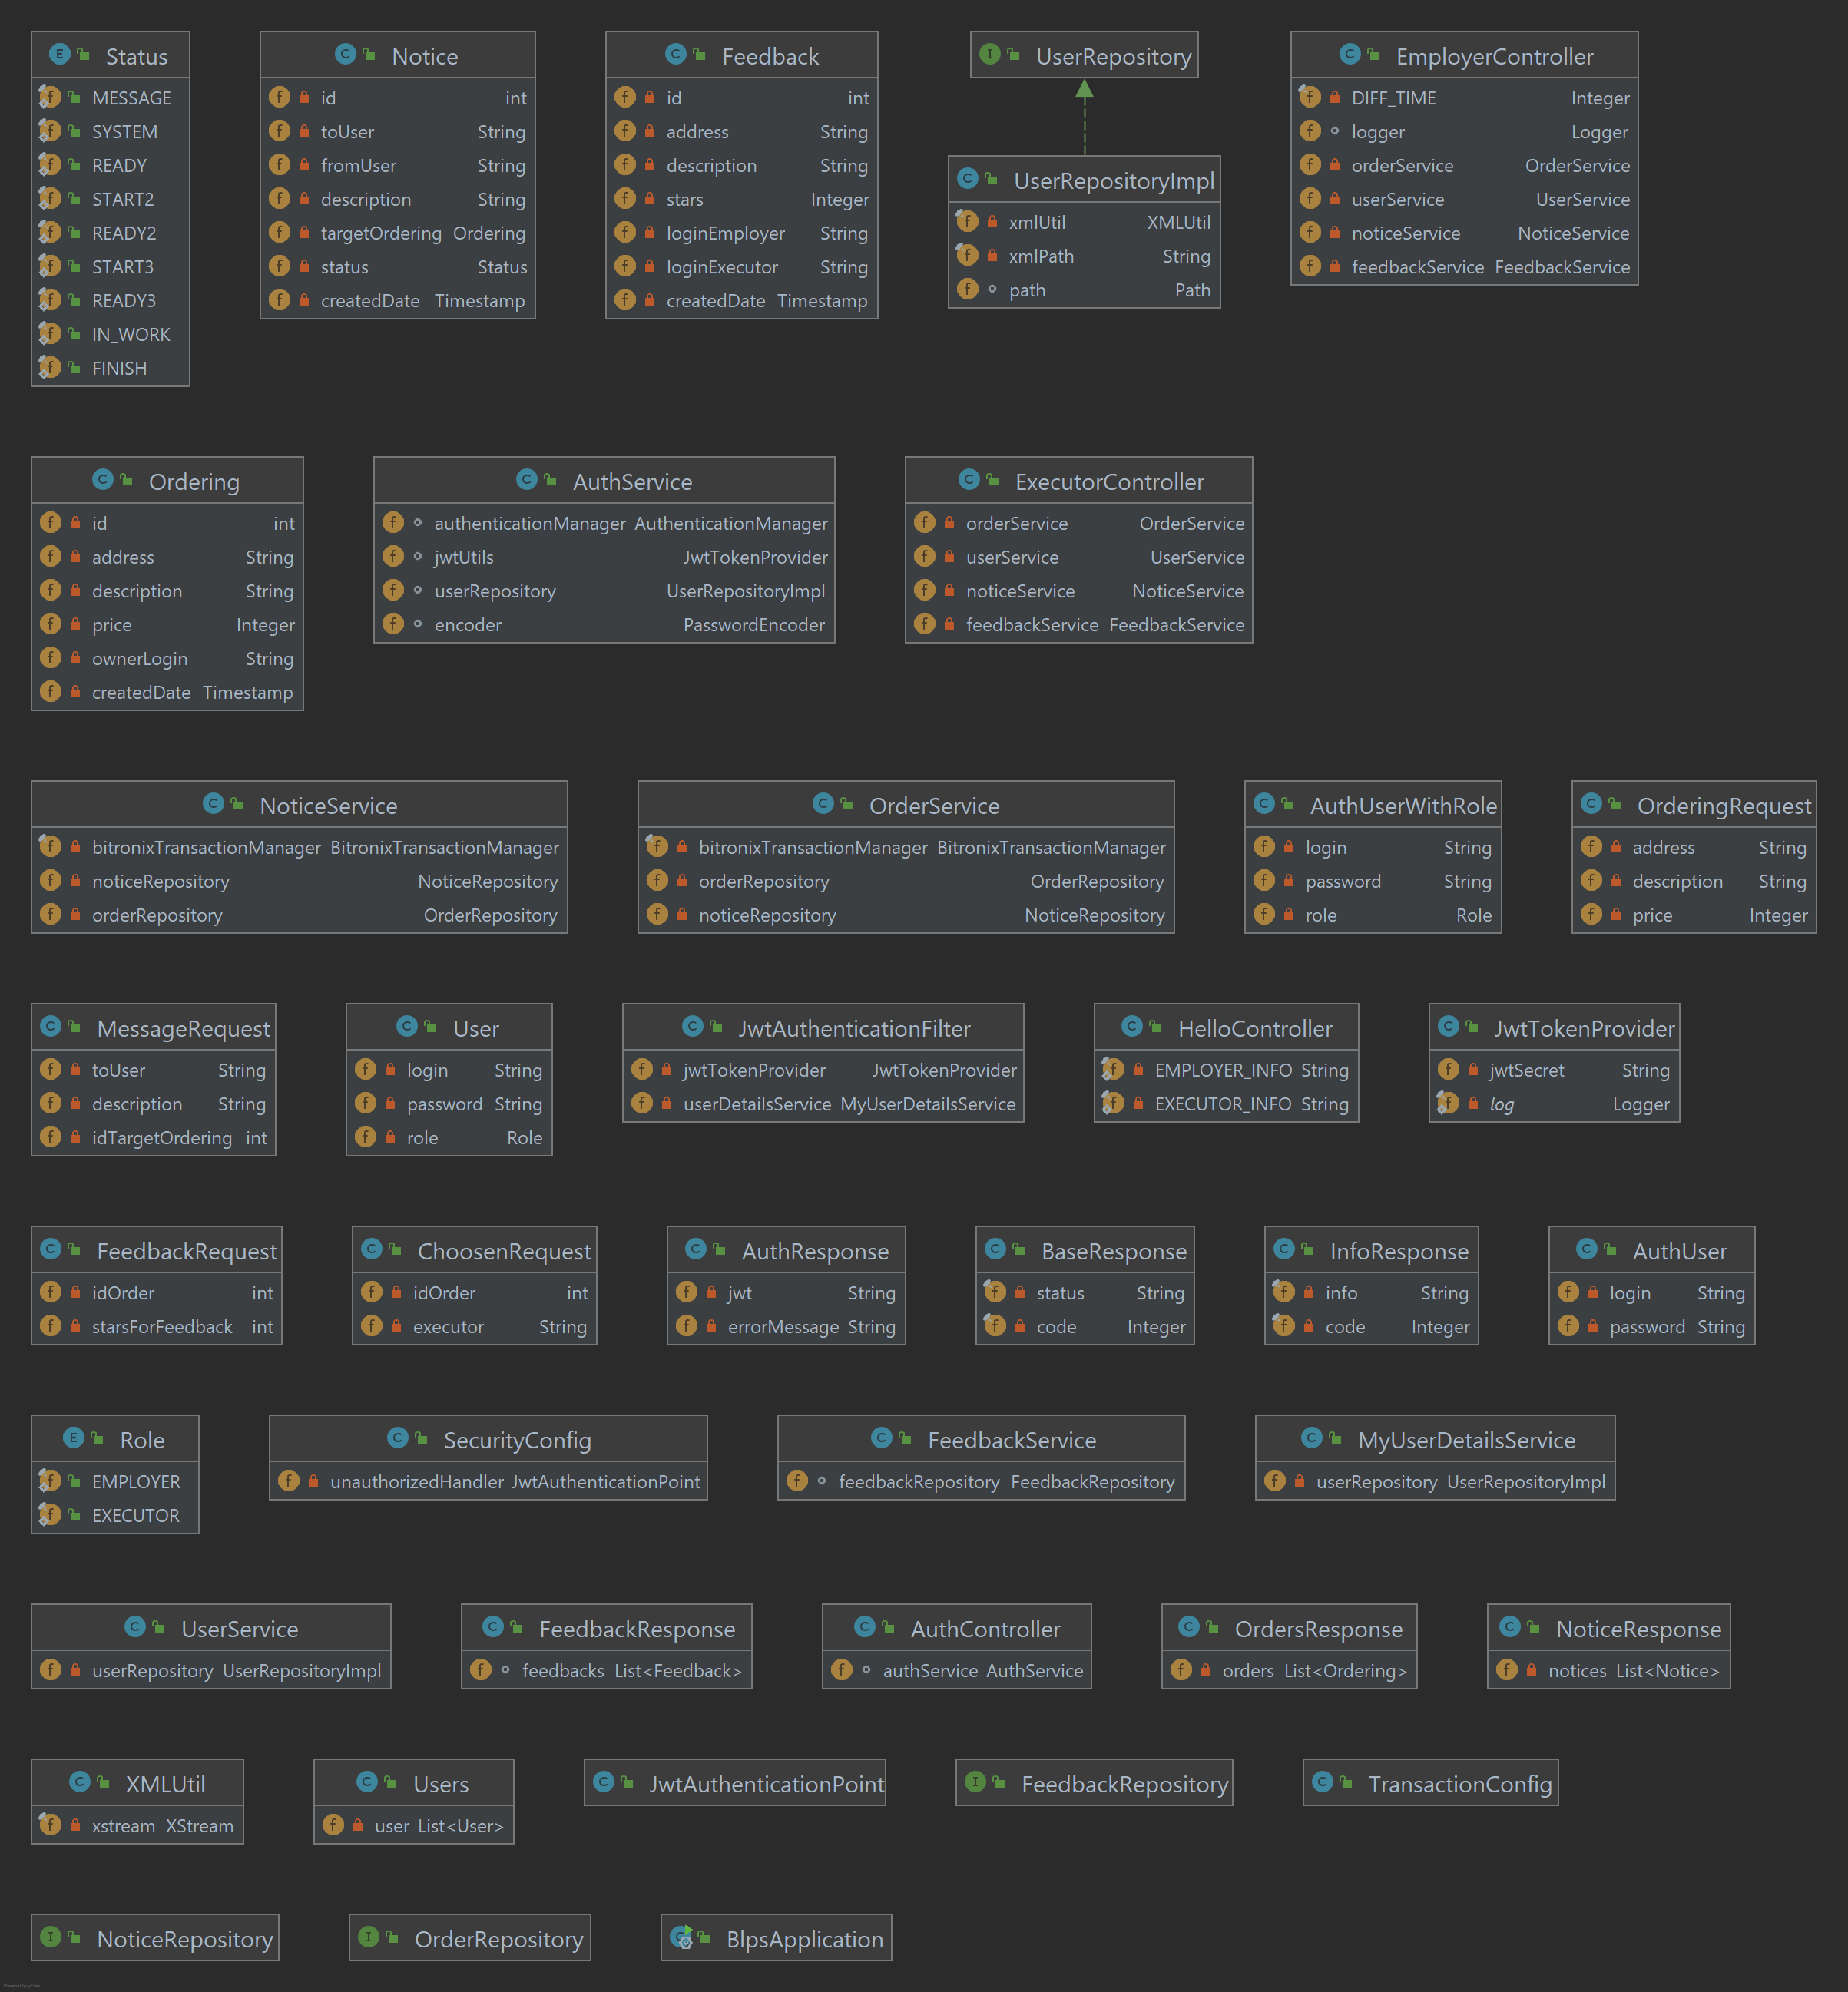 Status
MESSAGE
SYSTEM
READY
START2
READY2
START3
READY3
IN_WORK
FINISH
Notice
id int
toUser String
fromUser String
description String
targetOrdering Ordering
status Status
createdDate Timestamp
Feedback
id int
address String
description String
stars Integer
loginEmployer String
loginExecutor String
createdDate Timestamp
UserRepository
UserRepositoryImpl
xmlUtil XMLUtil
xmlPath String
path Path
EmployerController
DIFF_TIME Integer
logger Logger
orderService OrderService
userService UserService
noticeService NoticeService
feedbackService FeedbackService
Ordering
id int
address String
description String
price Integer
ownerLogin String
createdDate Timestamp
AuthService
authenticationManager AuthenticationManager
jwtUtils JwtTokenProvider
userRepository UserRepositoryImpl
encoder PasswordEncoder
ExecutorController
orderService OrderService
userService UserService
noticeService NoticeService
feedbackService FeedbackService
NoticeService
bitronixTransactionManager BitronixTransactionManager
noticeRepository NoticeRepository
orderRepository OrderRepository
OrderService
bitronixTransactionManager BitronixTransactionManager
orderRepository OrderRepository
noticeRepository NoticeRepository
AuthUserWithRole
login String
password String
role Role
OrderingRequest
address String
description String
price Integer
MessageRequest
toUser String
description String
idTargetOrdering int
User
login String
password String
role Role
JwtAuthenticationFilter
jwtTokenProvider JwtTokenProvider
userDetailsService MyUserDetailsService
HelloController
EMPLOYER_INFO String
EXECUTOR_INFO String
JwtTokenProvider
jwtSecret String
log Logger
FeedbackRequest
idOrder int
starsForFeedback int
ChoosenRequest
idOrder int
executor String
AuthResponse
jwt String
errorMessage String
BaseResponse
status String
code Integer
InfoResponse
info String
code Integer
AuthUser
login String
password String
Role
EMPLOYER
EXECUTOR
SecurityConfig
unauthorizedHandler JwtAuthenticationPoint
FeedbackService
feedbackRepository FeedbackRepository
MyUserDetailsService
userRepository UserRepositoryImpl
UserService
userRepository UserRepositoryImpl
FeedbackResponse
feedbacks List<Feedback>
AuthController
authService AuthService
OrdersResponse
orders List<Ordering>
NoticeResponse
notices List<Notice>
XMLUtil
xstream XStream
Users
user List<User>
JwtAuthenticationPoint
FeedbackRepository
TransactionConfig
NoticeRepository
OrderRepository
BlpsApplication
Powered by yFiles